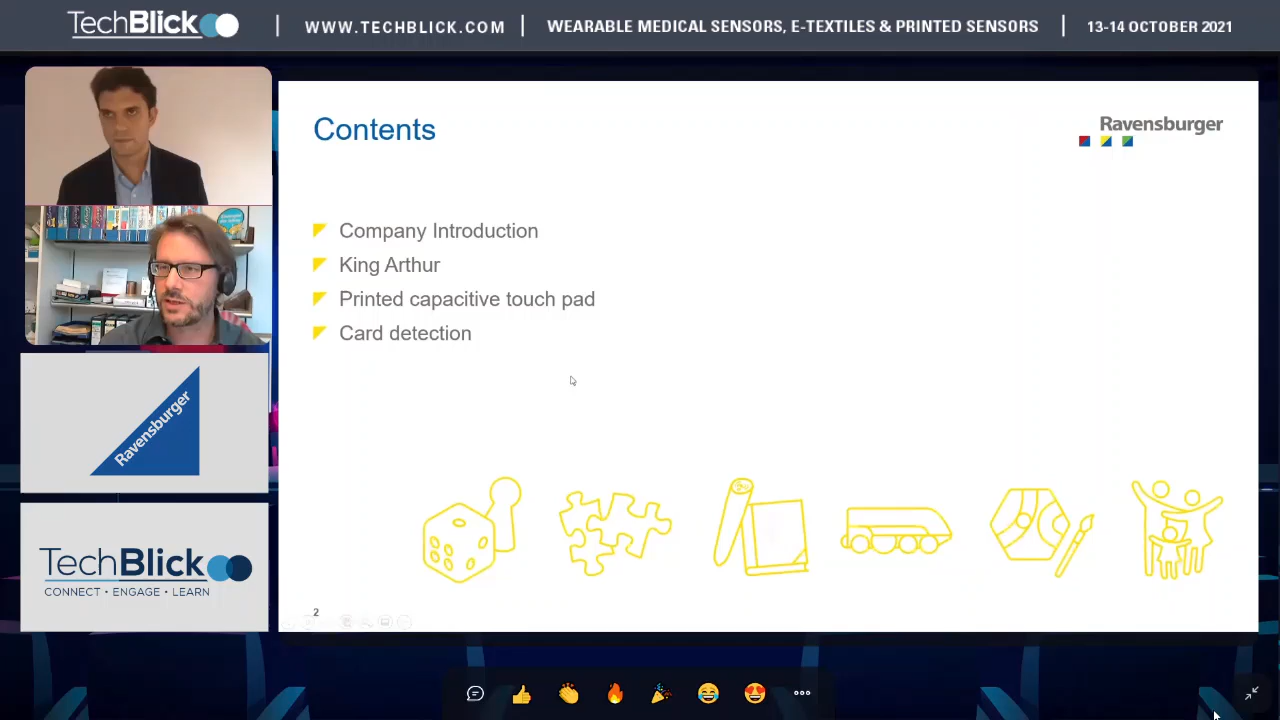 TechBlick | WWW.TECHBLICK.COM | WEARABLE MEDICAL SENSORS, E-TEXTILES & PRINTED SENSORS | 13-14 OCTOBER 2021
Contents
Ravensburger
Company Introduction
King Arthur
Printed capacitive touch pad
Card detection
2
Ravensburger
TechBlick
CONNECT • ENGAGE • LEARN